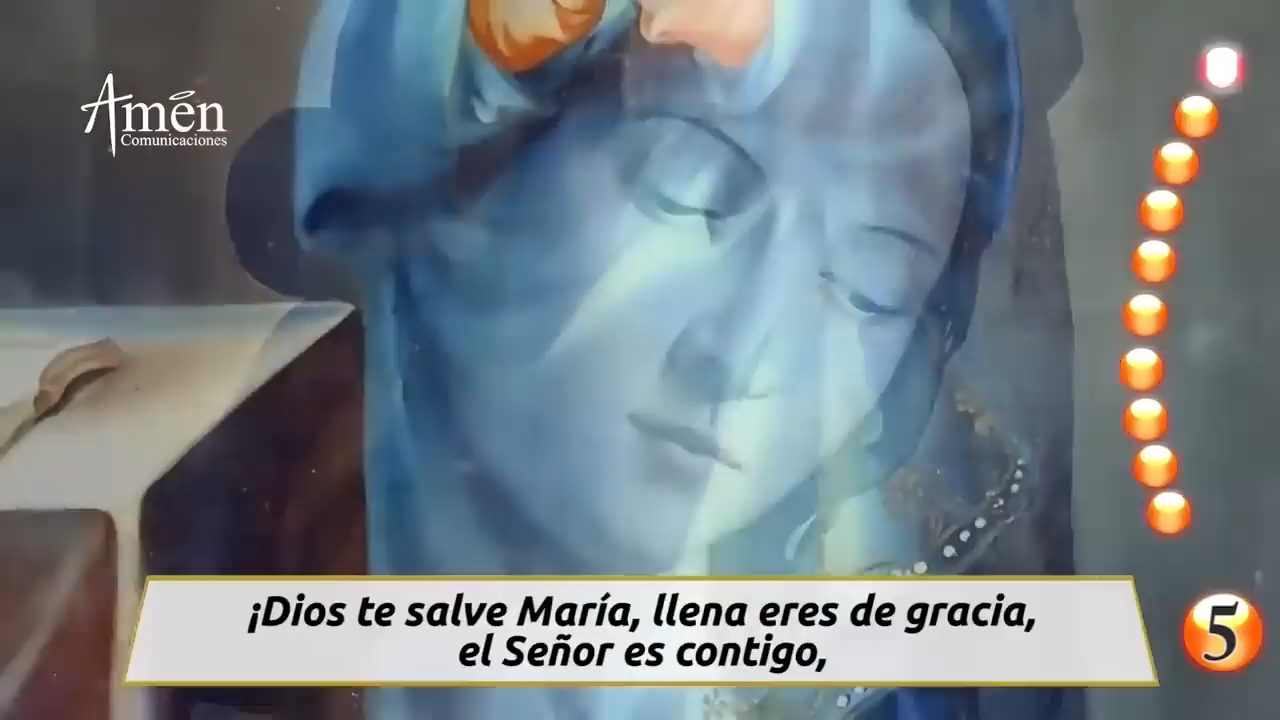 Amén
Comunicaciones
¡Dios te salve María, llena eres de gracia,
el Señor es contigo,
5